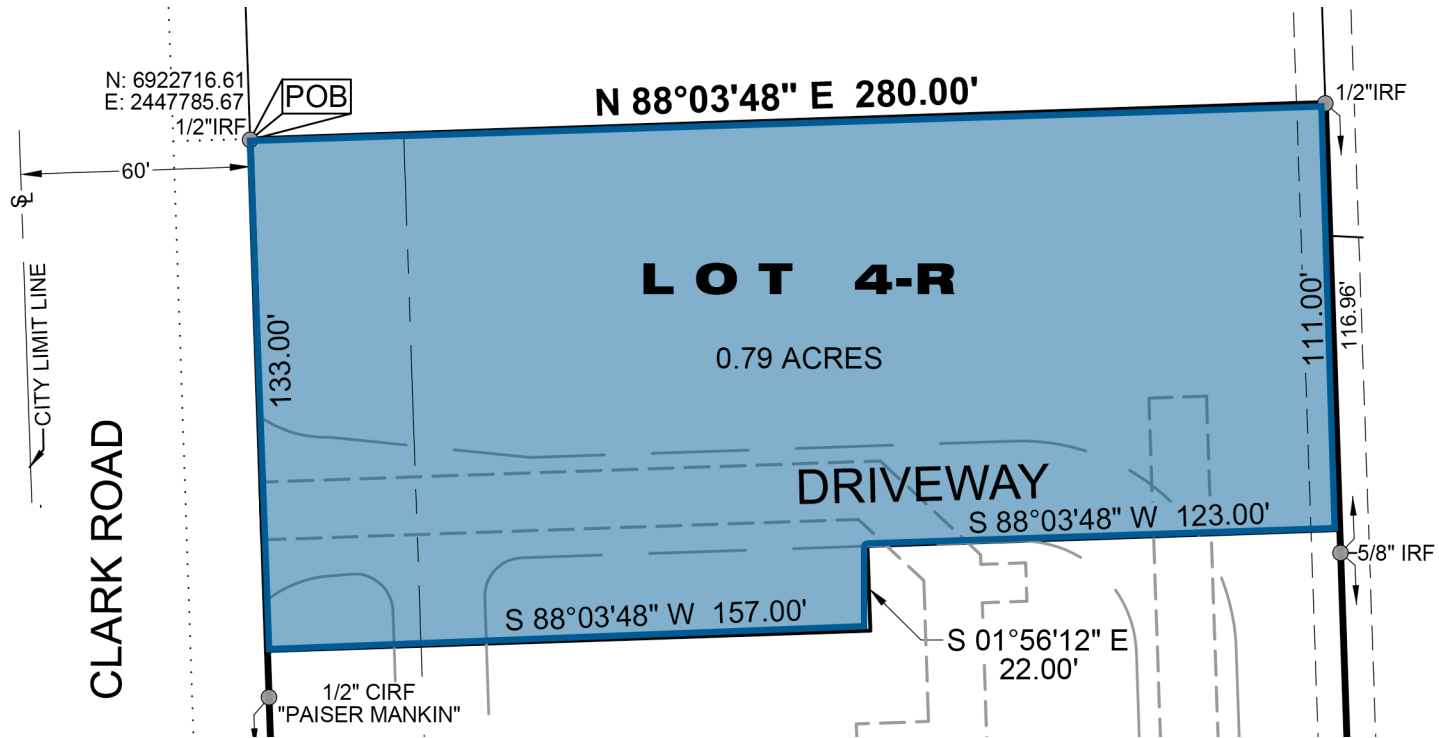 N: 6922716.61
E: 2447785.67
POB
1/2"IRF
N 88°03'48" E 280.00'
1/2"IRF
60'
℄
CITY LIMIT LINE
CLARK ROAD
133.00'
LOT 4-R
0.79 ACRES
111.00'
116.96'
DRIVEWAY
S 88°03'48" W 123.00'
5/8" IRF
S 88°03'48" W 157.00'
S 01°56'12" E
22.00'
1/2" CIRF
"PAISER MANKIN"